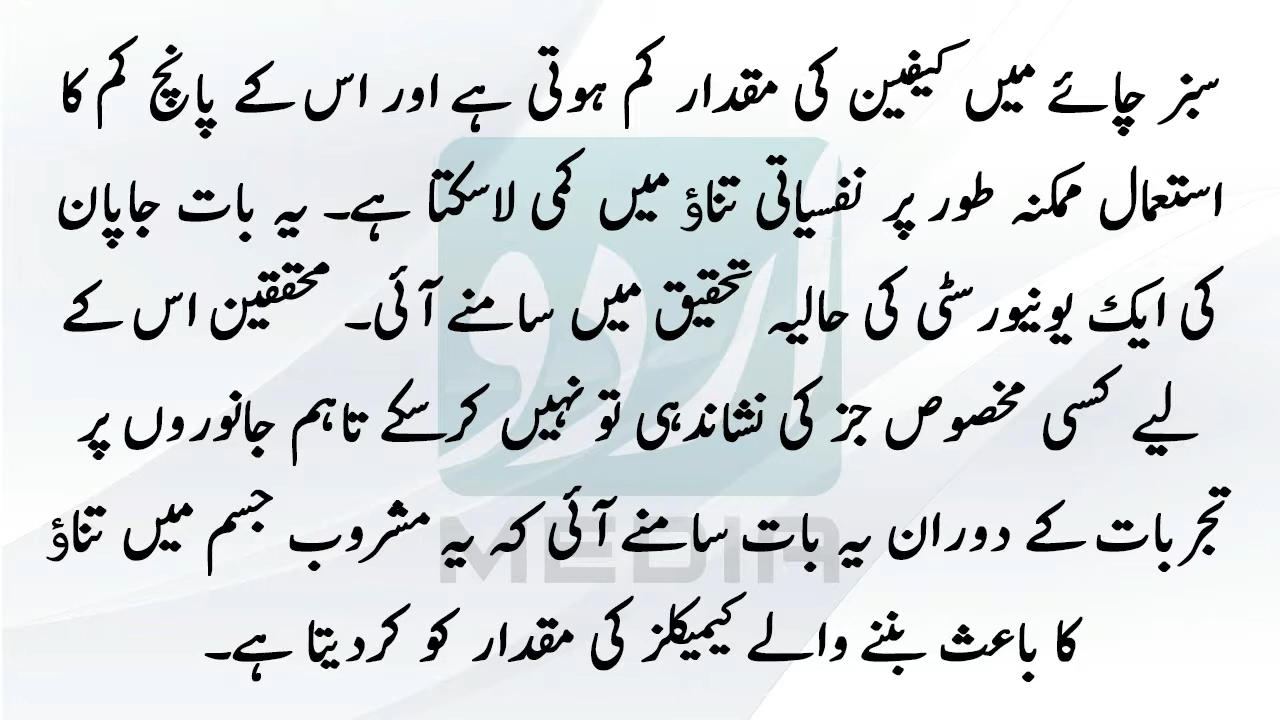 سبز چائے میں کیفین کی مقدار کم ہوتی ہے اور اس کے پانچ کم کا
استعمال ممکنہ طور پر نفسیاتی تناؤ میں کمی لاسکتا ہے۔ یہ بات جاپان
کی ایک یونیورسٹی کی حالیہ تحقیق میں سامنے آئی۔ محققین اس کے
لیے کسی مخصوص جز کی نشاندہی تو نہیں کرسکے تاہم جانوروں پر
تجربات کے دوران یہ بات سامنے آئی کہ یہ مشروب جسم میں تناؤ
کا باعث بننے والے کیمیکلز کی مقدار کو کردیتا ہے۔
اردو
MEDIA